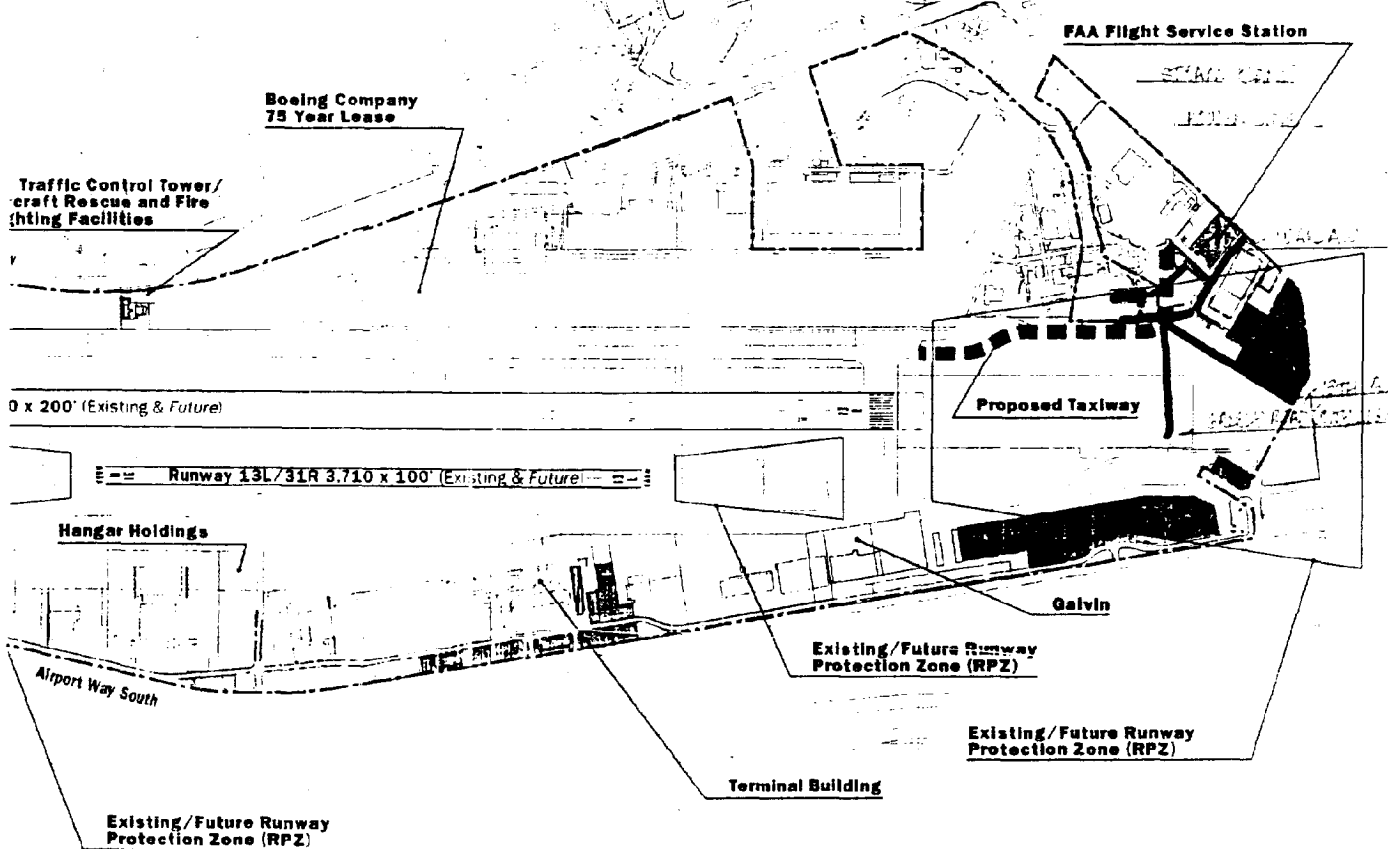 FAA Flight Service Station
Boeing Company
75 Year Lease
Traffic Control Tower/
craft Rescue and Fire
ghting Facilities
0 x 200' (Existing & Future)
Proposed Taxiway
Runway 13L/31R 3,710 x 100' (Existing & Future)
Hangar Holdings
Galvin
Existing/Future Runway
Protection Zone (RPZ)
Airport Way South
Existing/Future Runway
Protection Zone (RPZ)
Terminal Building
Existing/Future Runway
Protection Zone (RPZ)